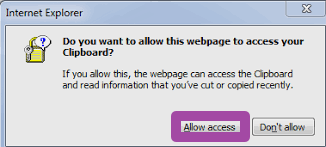 Internet Explorer
Do you want to allow this webpage to access your
Clipboard?
If you allow this, the webpage can access the Clipboard
and read information that you've cut or copied recently.
Allow access Don't allow